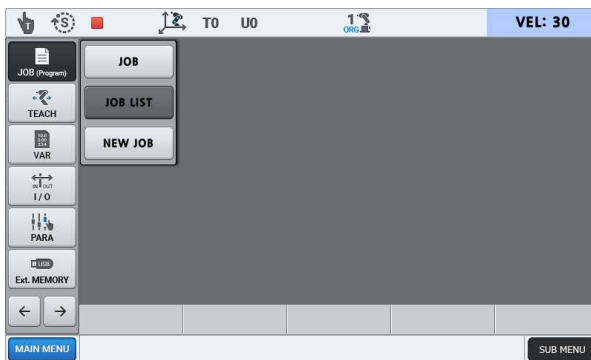 T
S
T0 U0
1
ORG
VEL: 30
JOB (Program)
JOB
TEACH
JOB LIST
VAR
NEW JOB
IN OUT
I/O
PARA
USB
Ext. MEMORY
← →
MAIN MENU
SUB MENU